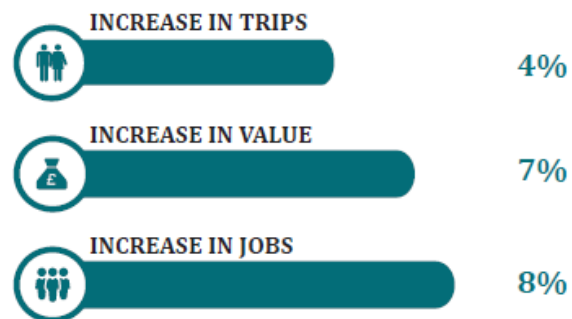 INCREASE IN TRIPS
4%
INCREASE IN VALUE
7%
£
INCREASE IN JOBS
8%